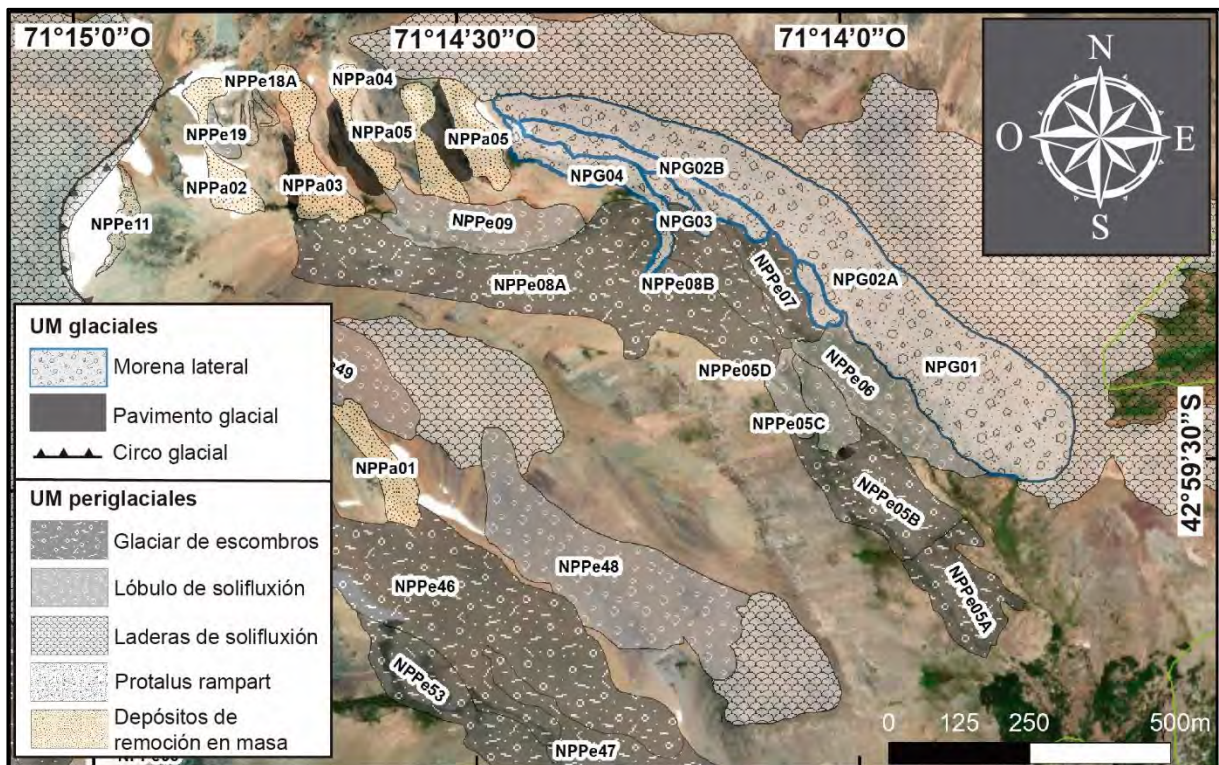 71°15’0”O
71°14’30”O
71°14’0”O
N
O
E
S
42°59’30”S
NPPe18A
NPPa04
NPPe19
NPPa05
NPPa05
NPPa02
NPPa03
NPPe11
NPPe09
NPG04
NPG02B
NPG03
NPPe08A
NPPe08B
NPPe07
NPG02A
NPG01
NPPe05D
NPPe06
NPPe05C
NPPe05B
NPPe05A
NPPa01
NPPe48
NPPe46
NPPe53
NPPe47
UM glaciales
Morena lateral
Pavimento glacial
Circo glacial
UM periglaciales
Glaciar de escombros
Lóbulo de solifluxión
Laderas de solifluxión
Protalus rampart
Depósitos de
remoción en masa
0 125 250 500m